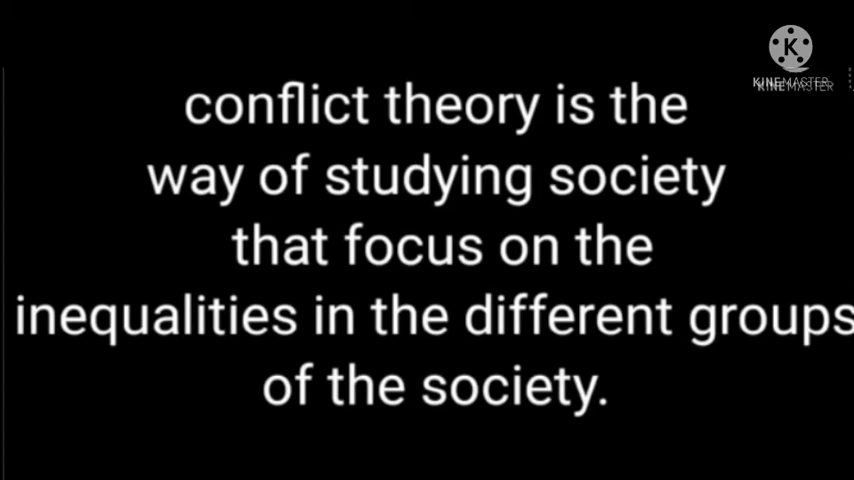 K
KINEMASTER
KINEMASTER
conflict theory is the
way of studying society
that focus on the
inequalities in the different groups
of the society.